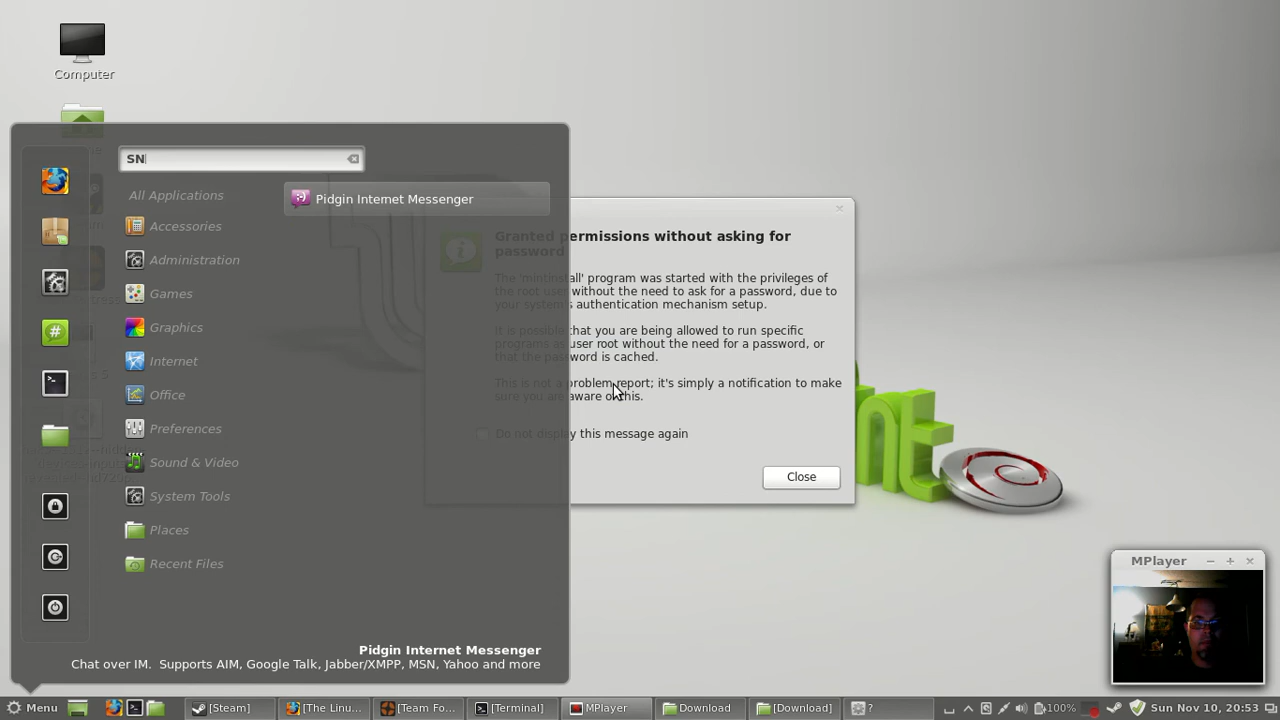 Computer
SN
Pidgin Internet Messenger
All Applications
Accessories
Administration
Games
Graphics
Internet
Office
Preferences
Sound & Video
System Tools
Places
Recent Files
Pidgin Internet Messenger
Chat over IM. Supports AIM, Google Talk, Jabber/XMPP, MSN, Yahoo and more
Granted permissions without asking for
password
The 'mintinstall' program was started with the privileges of
the root user without the need to ask for a password, due to
your system's authentication mechanism setup.
It is possible that you are being allowed to run specific
programs as user root without the need for a password, or
that the password is cached.
This is not a problem report; it's simply a notification to make
sure you are aware of this.
Do not display this message again
Close
MPlayer
Menu
[Steam]
[The Linu...
[Team Fo...
[Terminal]
MPlayer
Download
[Download]
?
100%
Sun Nov 10, 20:53